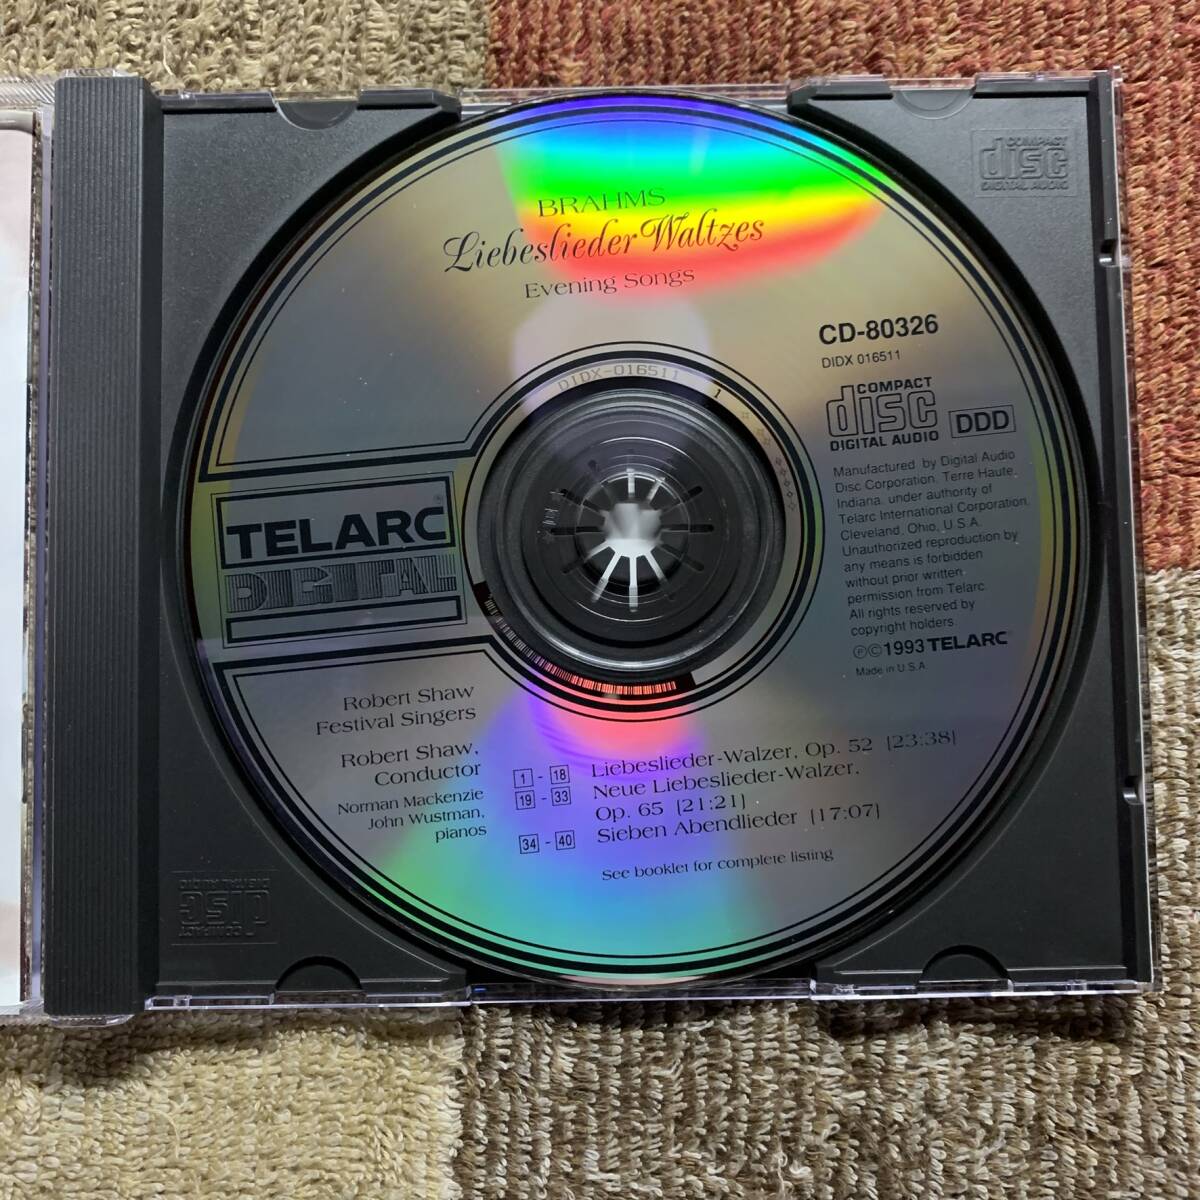 BRAHMS
Liebeslieder Waltzes
Evening Songs
CD-80326
DIDX 016511
COMPACT
disc
DIGITAL AUDIO
DDD
Manufactured by Digital Audio
Disc Corporation, Terre Haute,
Indiana, under authority of
Telarc International Corporation,
Cleveland, Ohio, U.S.A.
Unauthorized reproduction by
any means is forbidden
without prior written
permission from Telarc.
All rights reserved by
copyright holders.
℗©1993 TELARC®
Made in U.S.A.
DIDX-016511 1
TELARC®
DIGITAL
Robert Shaw
Festival Singers
Robert Shaw,
Conductor
Norman Mackenzie
John Wustman,
pianos
1 - 18 Liebeslieder-Walzer, Op. 52 [23:38]
19 - 33 Neue Liebeslieder-Walzer,
Op. 65 [21:21]
34 - 40 Sieben Abendlieder [17:07]
See booklet for complete listing
COMPACT
disc
DIGITAL AUDIO
COMPACT
disc
DIGITAL AUDIO